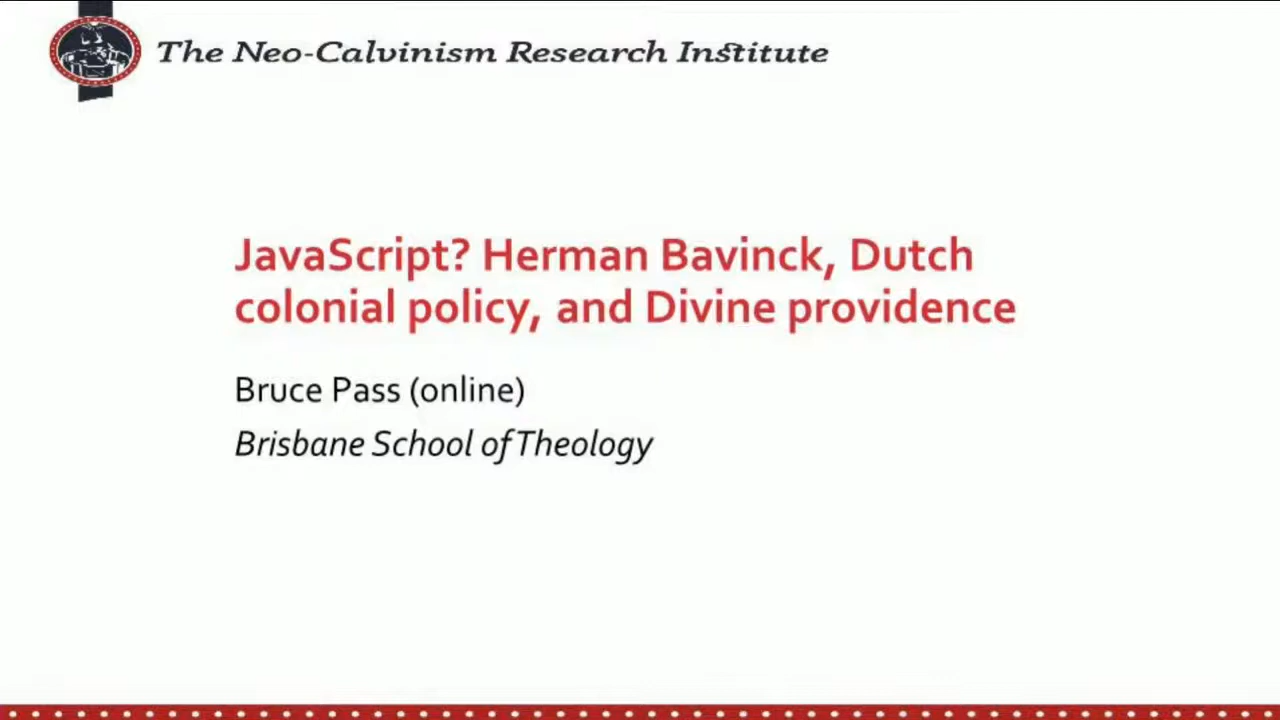 The Neo-Calvinism Research Institute
JavaScript? Herman Bavinck, Dutch
colonial policy, and Divine providence
Bruce Pass (online)
Brisbane School of Theology